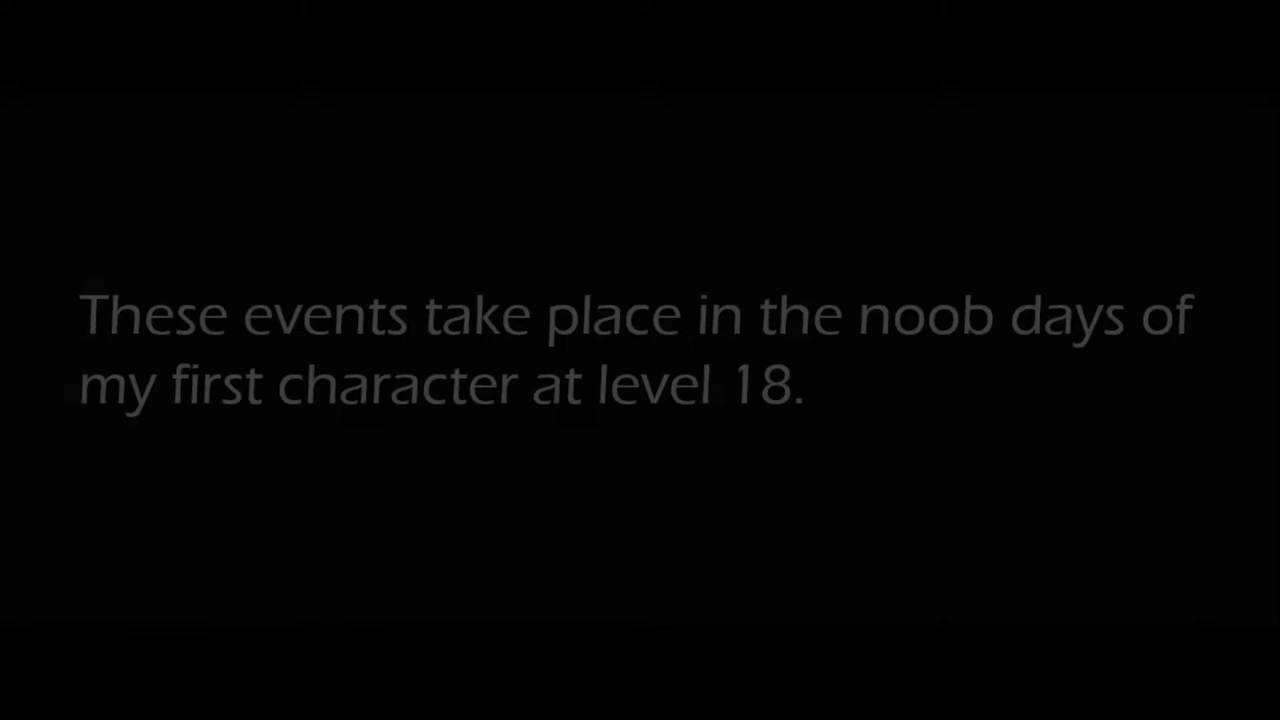 These events take place in the noob days of
my first character at level 18.